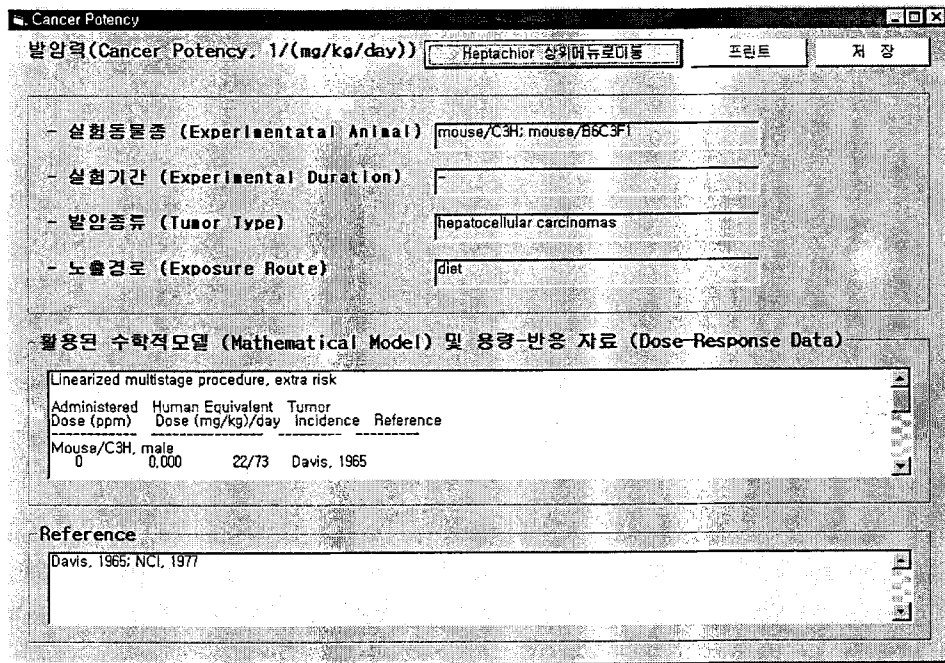 Cancer Potency
발암력(Cancer Potency, 1/(mg/kg/day)) Heptachlor 상위메뉴로이동 프린트 저 장
- 실험동물종 (Experimentatal Animal) mouse/C3H; mouse/B6C3F1
- 실험기간 (Experimental Duration) -
- 발암종류 (Tumor Type) hepatocellular carcinomas
- 노출경로 (Exposure Route) diet
활용된 수학적모델 (Mathematical Model) 및 용량-반응 자료 (Dose-Response Data)
Linearized multistage procedure, extra risk
Administered Human Equivalent Tumor
Dose (ppm) Dose (mg/kg)/day Incidence Reference
------------ ---------------- --------- ---------
Mouse/C3H, male
0 0.000 22/73 Davis, 1965
Reference
Davis, 1965; NCI, 1977